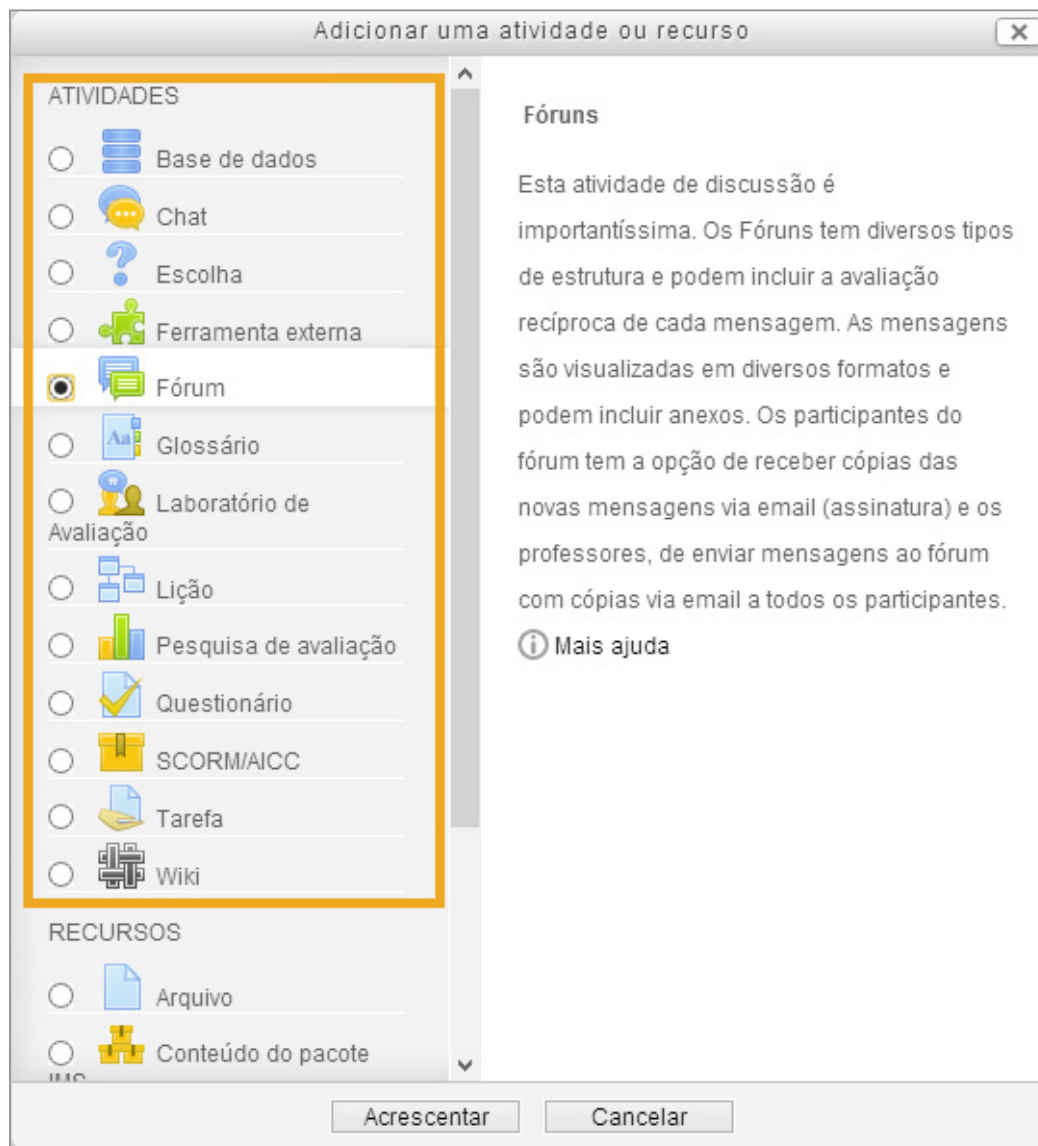 Adicionar uma atividade ou recurso
ATIVIDADES
Base de dados
Chat
Escolha
Ferramenta externa
Fórum
Glossário
Laboratório de
Avaliação
Lição
Pesquisa de avaliação
Questionário
SCORM/AICC
Tarefa
Wiki
RECURSOS
Arquivo
Conteúdo do pacote
IMS
Fóruns
Esta atividade de discussão é
importantíssima. Os Fóruns tem diversos tipos
de estrutura e podem incluir a avaliação
recíproca de cada mensagem. As mensagens
são visualizadas em diversos formatos e
podem incluir anexos. Os participantes do
fórum tem a opção de receber cópias das
novas mensagens via email (assinatura) e os
professores, de enviar mensagens ao fórum
com cópias via email a todos os participantes.
Mais ajuda
Acrescentar
Cancelar